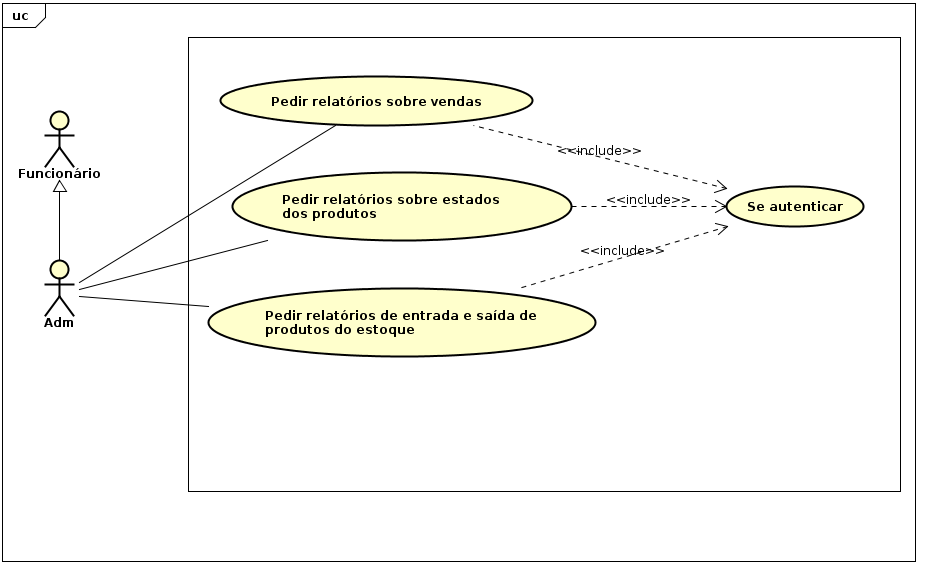 uc
Pedir relatórios sobre vendas
<<include>>
Funcionário
Pedir relatórios sobre estados
dos produtos
<<include>>
Se autenticar
<<include>>
Adm
Pedir relatórios de entrada e saída de
produtos do estoque